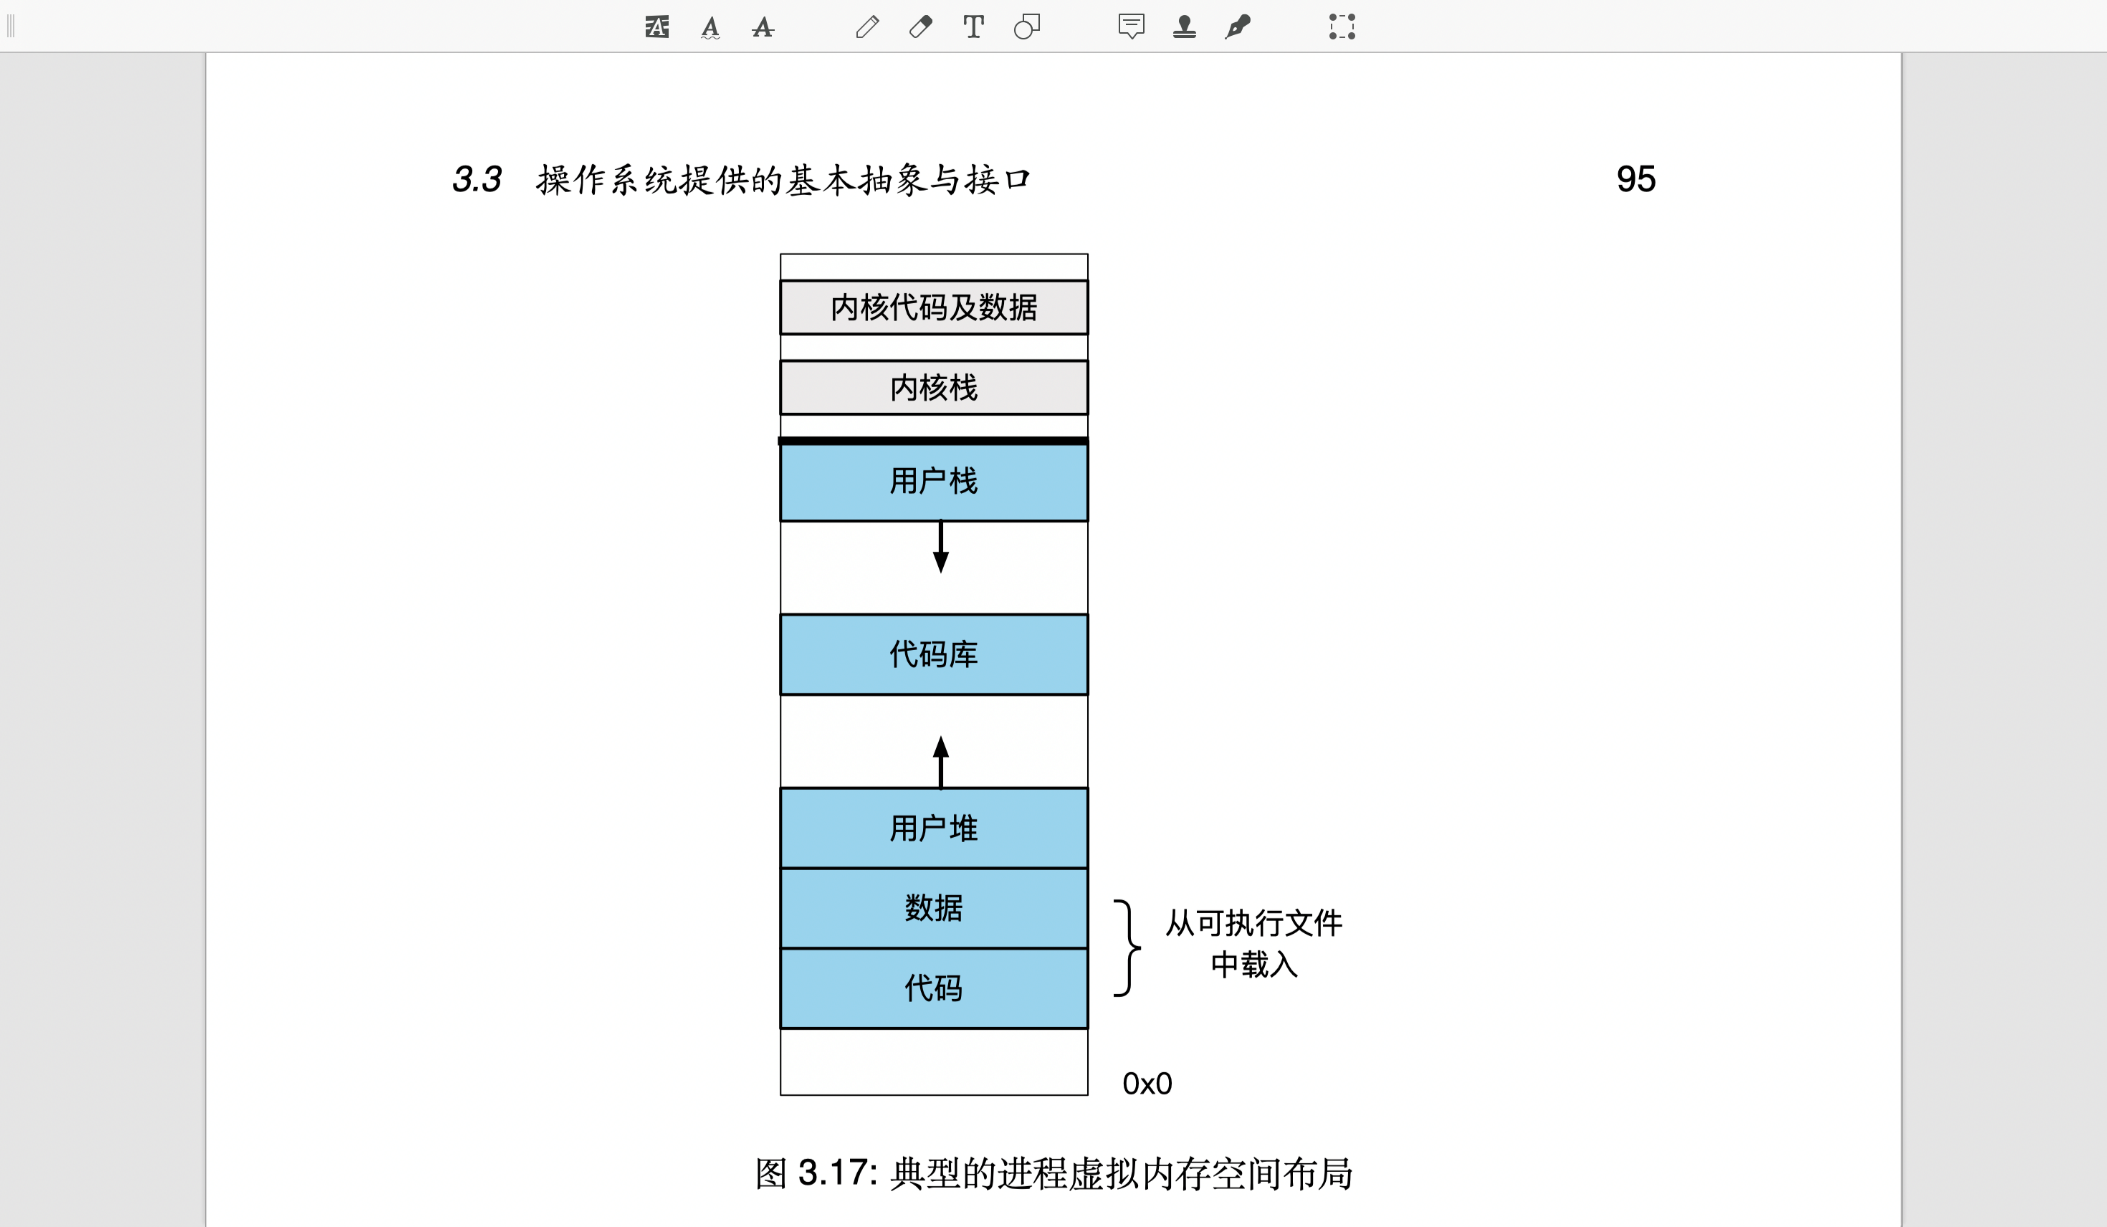 3.3 操作系统提供的基本抽象与接口 95
内核代码及数据
内核栈
用户栈
代码库
用户堆
数据
代码
从可执行文件
中载入
0x0
图 3.17: 典型的进程虚拟内存空间布局